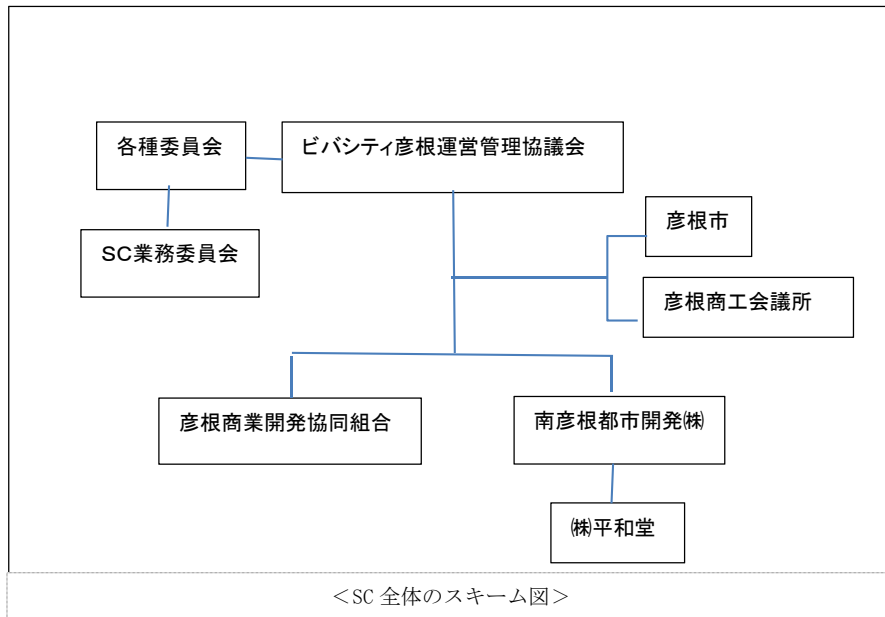 各種委員会
ビバシティ彦根運営管理協議会
SC業務委員会
彦根市
彦根商工会議所
彦根商業開発協同組合
南彦根都市開発㈱
㈱平和堂
＜SC 全体のスキーム図＞